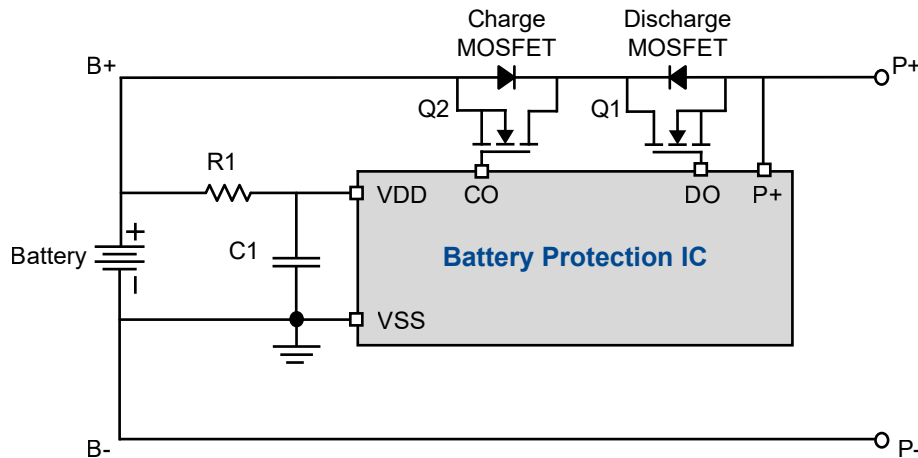 Charge
MOSFET
Discharge
MOSFET
B+
P+
Q2
Q1
R1
VDD
CO
DO
P+
Battery
+
C1
Battery Protection IC
VSS
B-
P-